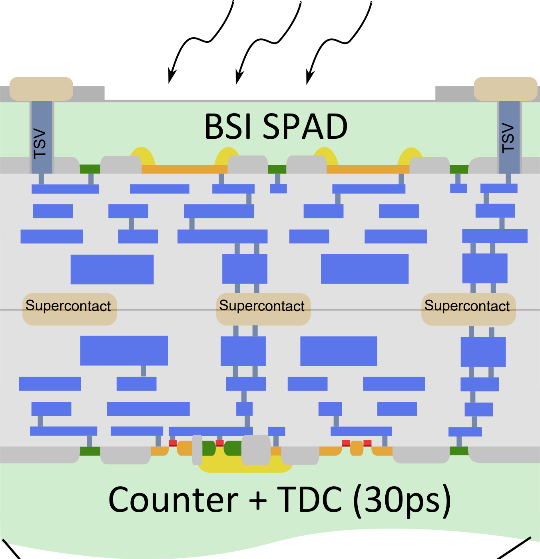 BSI SPAD
TSV
TSV
Supercontact
Supercontact
Supercontact
Counter + TDC (30ps)